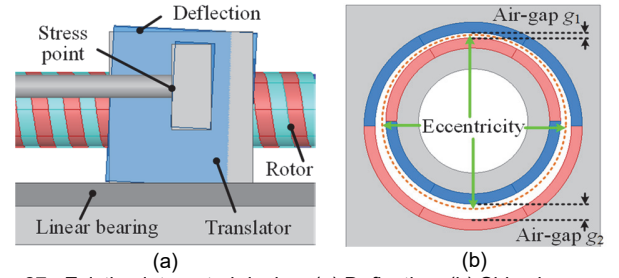 Deflection
Stress
point
Rotor
Linear bearing
Translator
(a)
Air-gap g1
Eccentricity
Air-gap g2
(b)